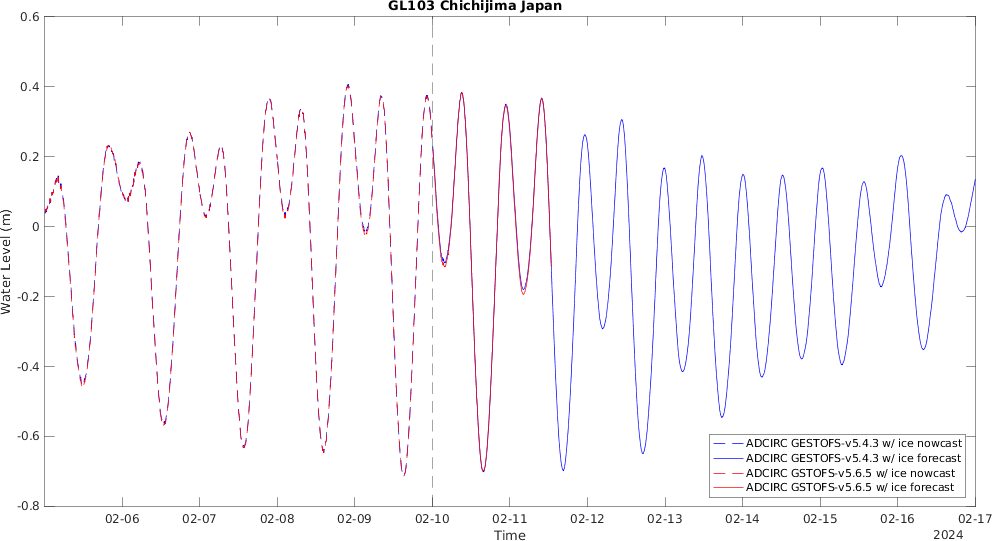 GL103 Chichijima Japan
0.6
0.4
0.2
0
-0.2
-0.4
-0.6
-0.8
Water Level (m)
ADCIRC GESTOFS-v5.4.3 w/ ice nowcast
ADCIRC GESTOFS-v5.4.3 w/ ice forecast
ADCIRC GSTOFS-v5.6.5 w/ ice nowcast
ADCIRC GSTOFS-v5.6.5 w/ ice forecast
02-06 02-07 02-08 02-09 02-10 02-11 02-12 02-13 02-14 02-15 02-16 02-17
Time
2024